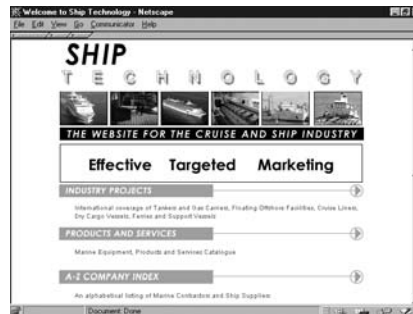 Welcome to Ship Technology - Netscape
File Edit View Go Communicator Help
SHIP
TECHNOLOGY
THE WEBSITE FOR THE CRUISE AND SHIP INDUSTRY
Effective Targeted Marketing
INDUSTRY PROJECTS
International coverage of Tankers and Gas Carriers, Floating Offshore Facilities, Cruise Liners,
Dry Cargo Vessels, Ferries and Support Vessels
PRODUCTS AND SERVICES
Marine Equipment, Products and Services Catalogue
A-Z COMPANY INDEX
An alphabetical listing of Marine Contractors and Ship Suppliers
Document: Done